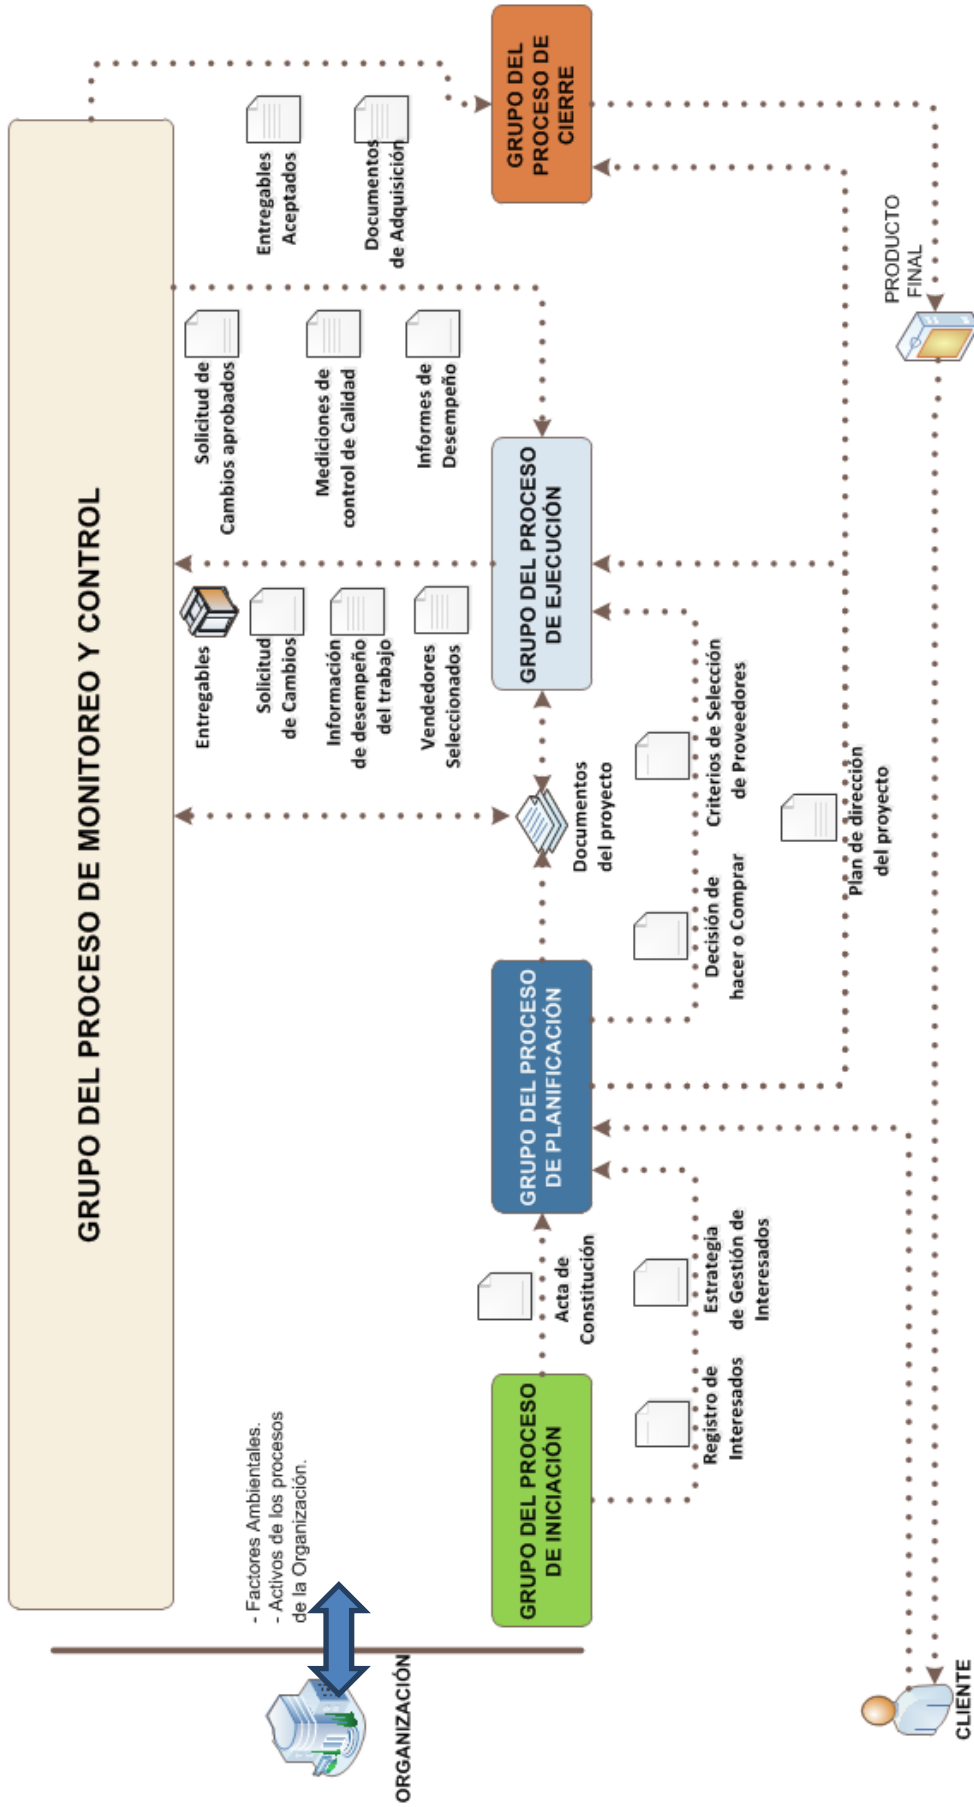 GRUPO DEL PROCESO DE MONITOREO Y CONTROL
- Factores Ambientales.
- Activos de los procesos
de la Organización.
ORGANIZACIÓN
Entregables
Solicitud
de Cambios
Información
de desempeño
del trabajo
Vendedores
Seleccionados
Solicitud de
Cambios aprobados
Mediciones de
control de Calidad
Informes de
Desempeño
Entregables
Aceptados
Documentos
de Adquisición
GRUPO DEL PROCESO
DE INICIACIÓN
Acta de
Constitución
GRUPO DEL PROCESO
DE PLANIFICACIÓN
Documentos
del proyecto
GRUPO DEL PROCESO
DE EJECUCIÓN
GRUPO DEL
PROCESO DE
CIERRE
Registro de
Interesados
Estrategia
de Gestión de
Interesados
Decisión de
hacer o Comprar
Criterios de Selección
de Proveedores
Plan de dirección
del proyecto
PRODUCTO
FINAL
CLIENTE